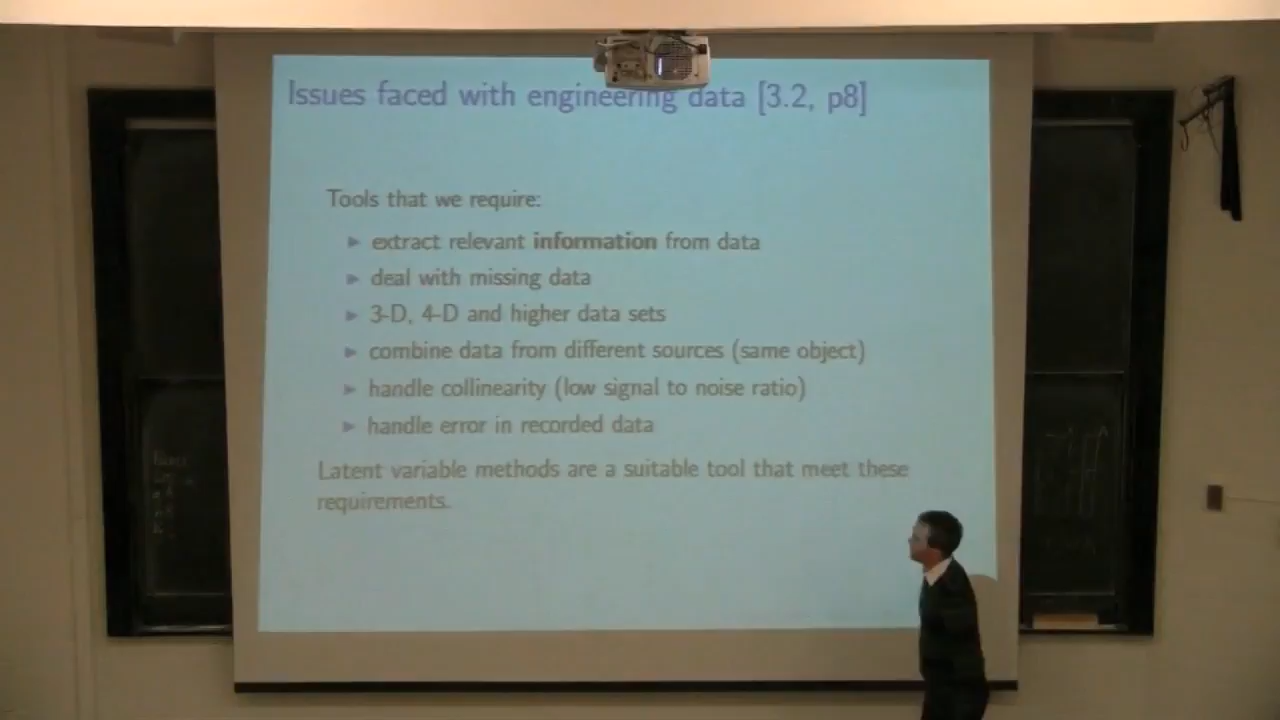 Issues faced with engineering data [3.2, p8]
Tools that we require:
► extract relevant information from data
► deal with missing data
► 3-D, 4-D and higher data sets
► combine data from different sources (same object)
► handle collinearity (low signal to noise ratio)
► handle error in recorded data
Latent variable methods are a suitable tool that meet these
requirements.